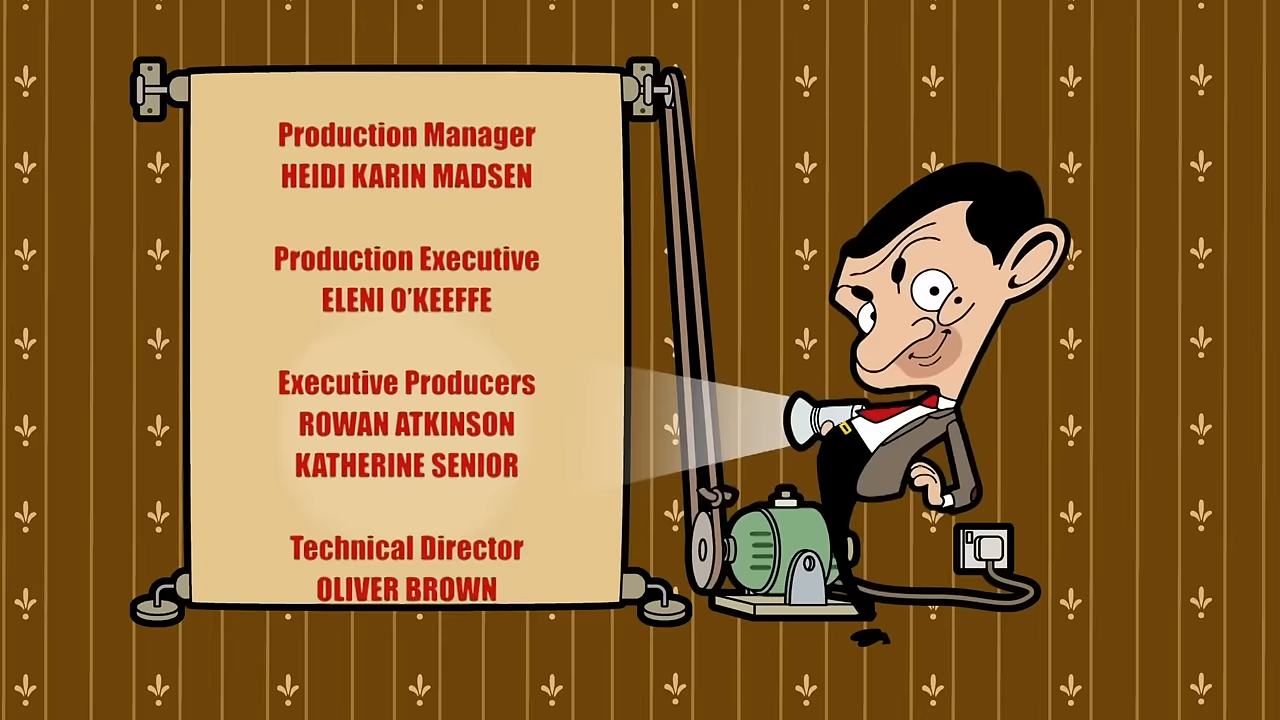 Production Manager
HEIDI KARIN MADSEN
Production Executive
ELENI O'KEEFFE
Executive Producers
ROWAN ATKINSON
KATHERINE SENIOR
Technical Director
OLIVER BROWN